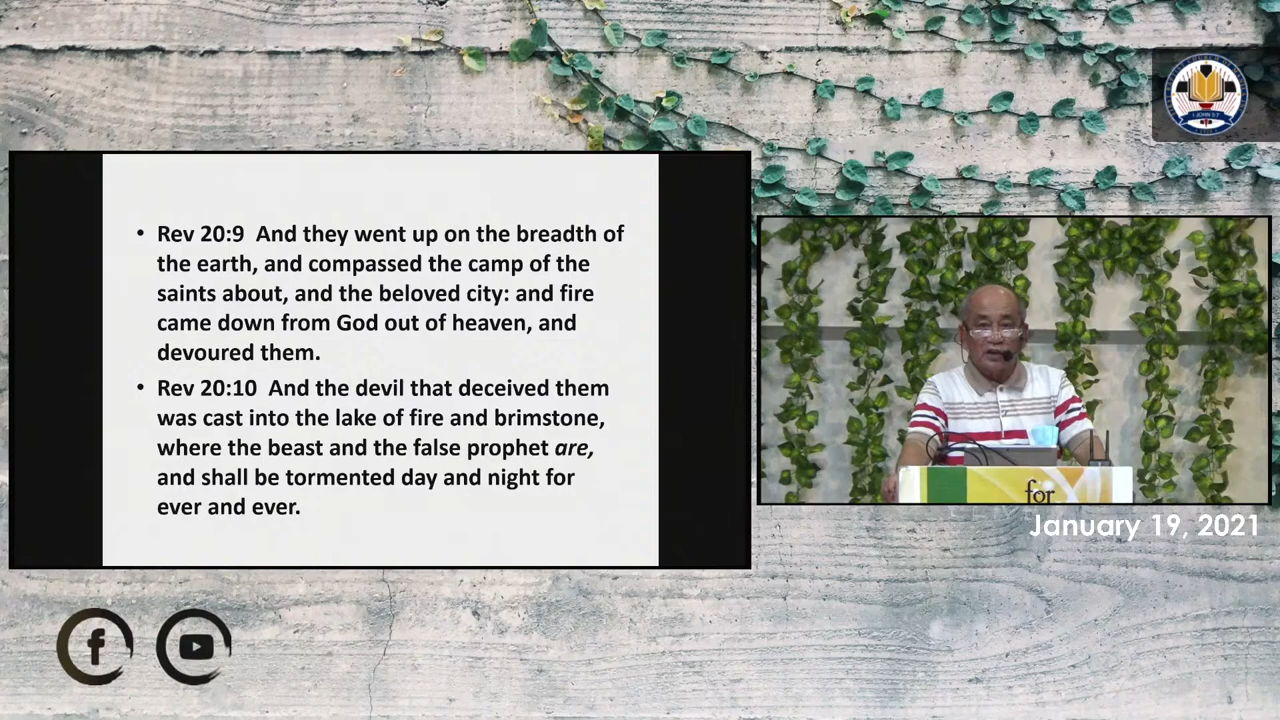 • Rev 20:9  And they went up on the breadth of
the earth, and compassed the camp of the
saints about, and the beloved city: and fire
came down from God out of heaven, and
devoured them.
• Rev 20:10  And the devil that deceived them
was cast into the lake of fire and brimstone,
where the beast and the false prophet are,
and shall be tormented day and night for
ever and ever.
for
January 19, 2021
I JOHN 5:7